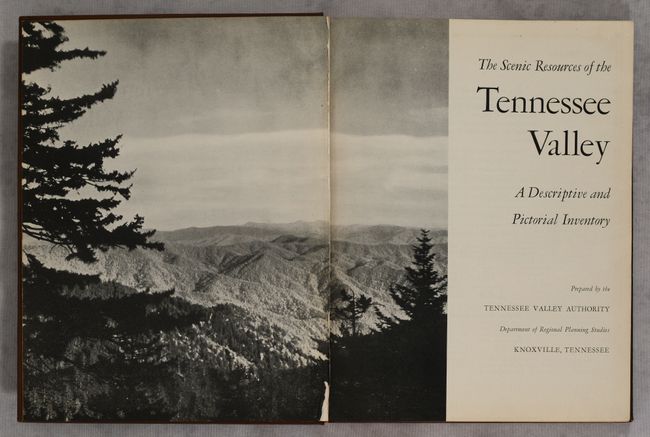 The Scenic Resources of the
Tennessee
Valley
A Descriptive and
Pictorial Inventory
Prepared by the
TENNESSEE VALLEY AUTHORITY
Department of Regional Planning Studies
KNOXVILLE, TENNESSEE